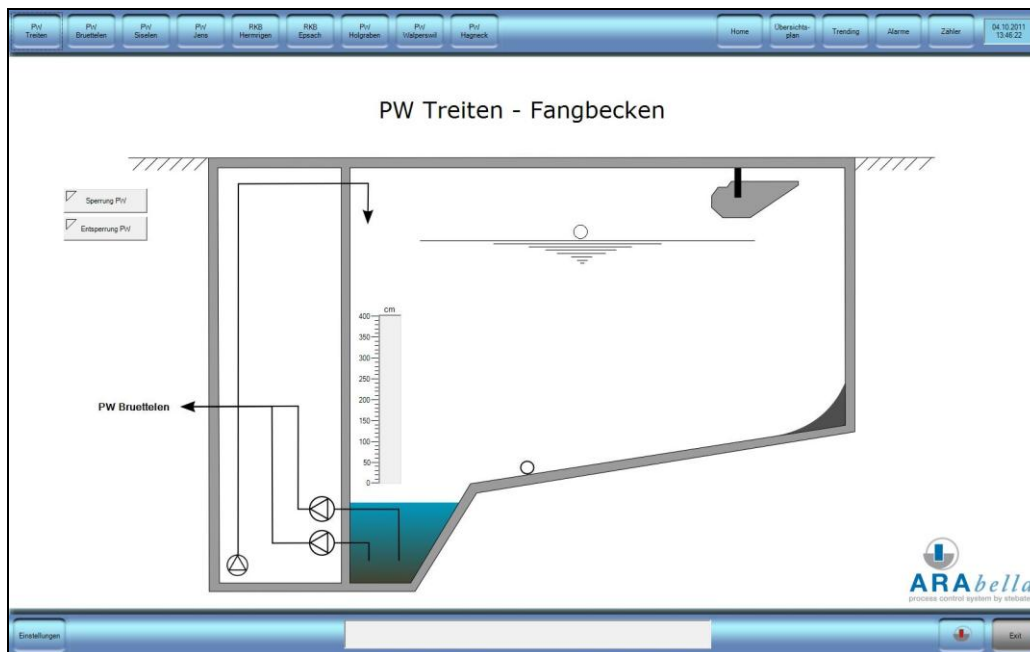 PW
Treiten
PW
Bruettelen
PW
Siselen
PW
Jens
RKB
Hermrigen
RKB
Epsach
PW
Holgraben
PW
Walperswil
PW
Hagneck
Home
Übersichts-
plan
Trending
Alarme
Zähler
04.10.2011
13:46:22
PW Treiten - Fangbecken
Sperrung PW
Entsperrung PW
cm
400
350
300
250
200
150
100
50
0
PW Bruettelen
ARAbella
process control system by stebatec
Einstellungen
Exit